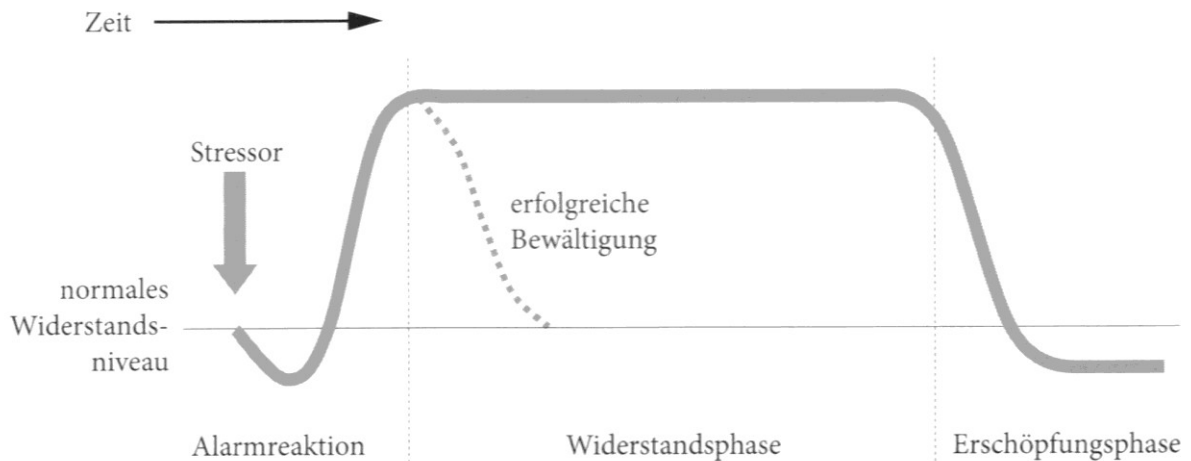 Zeit
Stressor
erfolgreiche
Bewältigung
normales
Widerstands-
niveau
Alarmreaktion
Widerstandsphase
Erschöpfungsphase